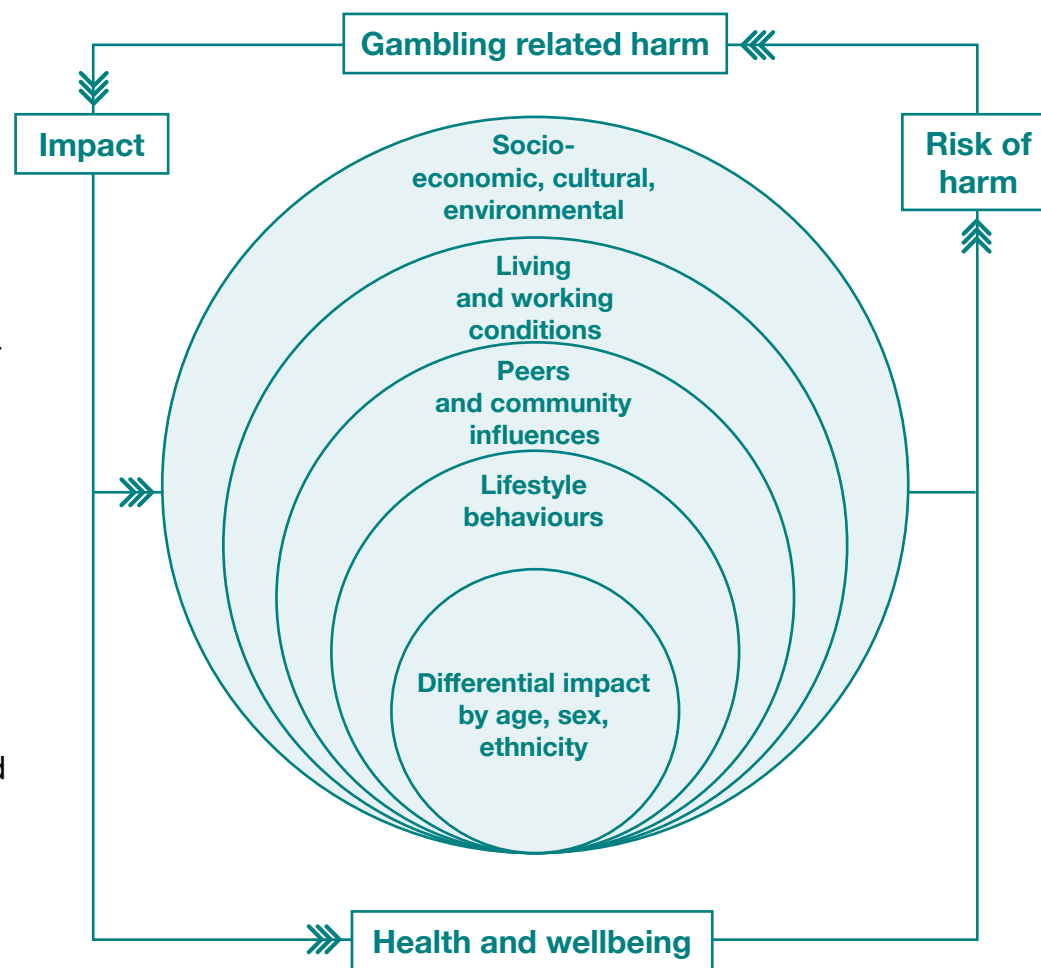 Gambling related harm
Impact
Risk of
harm
Socio-
economic, cultural,
environmental
Living
and working
conditions
Peers
and community
influences
Lifestyle
behaviours
Differential impact
by age, sex,
ethnicity
Health and wellbeing